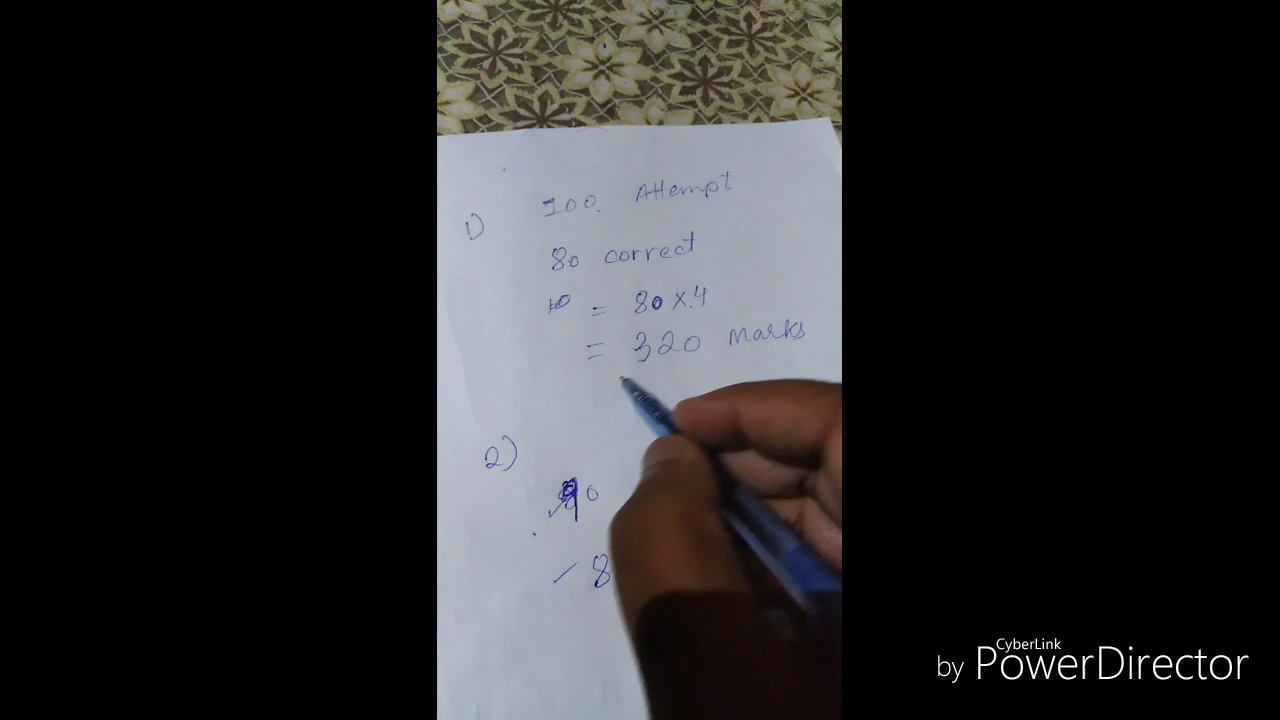 1) 100. Attempt
80 correct
= 80 x.4
= 320 Marks
2)
90
- 8
CyberLink
by PowerDirector